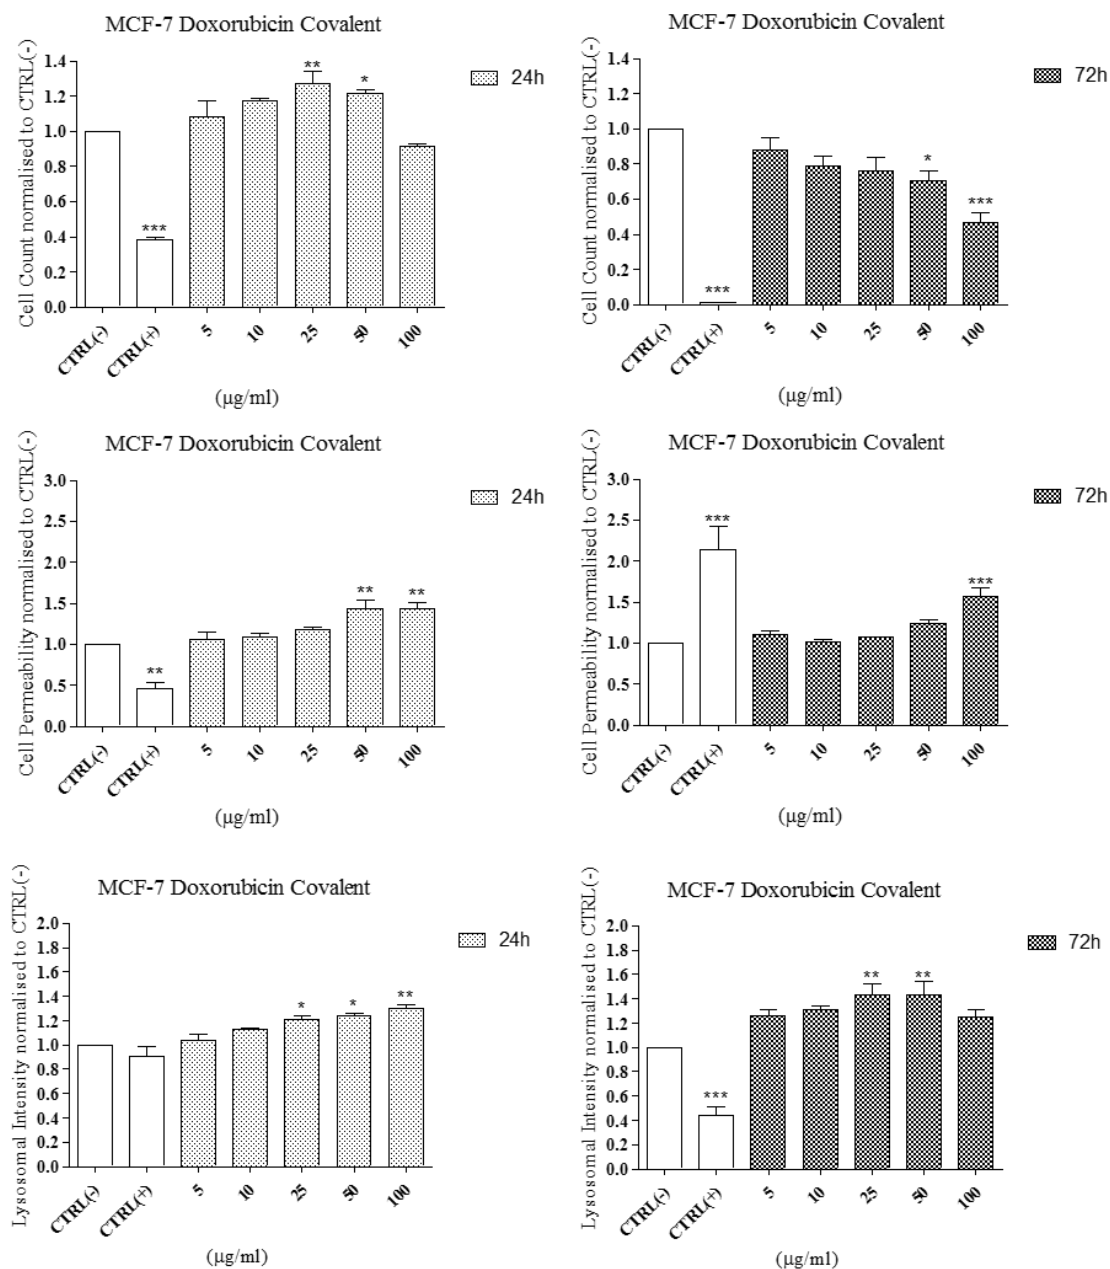 MCF-7 Doxorubicin Covalent
Cell Count normalised to CTRL(-)
1.4
1.2
1.0
0.8
0.6
0.4
0.2
0.0
*** ** *
24h
CTRL(-) CTRL(+) 5 10 25 50 100
(µg/ml)
MCF-7 Doxorubicin Covalent
Cell Count normalised to CTRL(-)
1.4
1.2
1.0
0.8
0.6
0.4
0.2
0.0
*** * ***
72h
CTRL(-) CTRL(+) 5 10 25 50 100
(µg/ml)
MCF-7 Doxorubicin Covalent
Cell Permeability normalised to CTRL(-)
3.0
2.5
2.0
1.5
1.0
0.5
0.0
** ** **
24h
CTRL(-) CTRL(+) 5 10 25 50 100
(µg/ml)
MCF-7 Doxorubicin Covalent
Cell Permeability normalised to CTRL(-)
3.0
2.5
2.0
1.5
1.0
0.5
0.0
*** ***
72h
CTRL(-) CTRL(+) 5 10 25 50 100
(µg/ml)
MCF-7 Doxorubicin Covalent
Lysosomal Intensity normalised to CTRL(-)
2.0
1.8
1.6
1.4
1.2
1.0
0.8
0.6
0.4
0.2
0.0
* * **
24h
CTRL(-) CTRL(+) 5 10 25 50 100
(µg/ml)
MCF-7 Doxorubicin Covalent
Lysosomal Intensity normalised to CTRL(-)
2.0
1.8
1.6
1.4
1.2
1.0
0.8
0.6
0.4
0.2
0.0
*** ** **
72h
CTRL(-) CTRL(+) 5 10 25 50 100
(µg/ml)